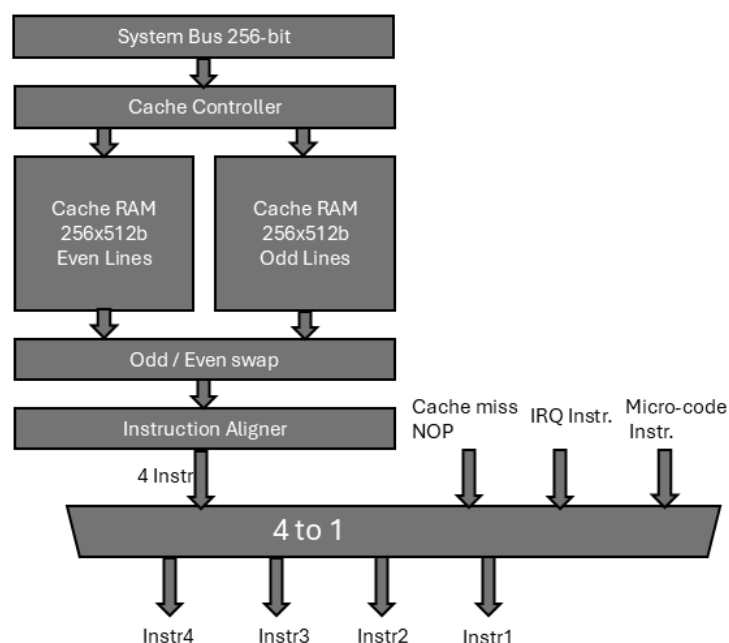 System Bus 256-bit
Cache Controller
Cache RAM
256x512b
Even Lines
Cache RAM
256x512b
Odd Lines
Odd / Even swap
Instruction Aligner
Cache miss
NOP
IRQ Instr.
Micro-code
Instr.
4 Instr
4 to 1
Instr4
Instr3
Instr2
Instr1